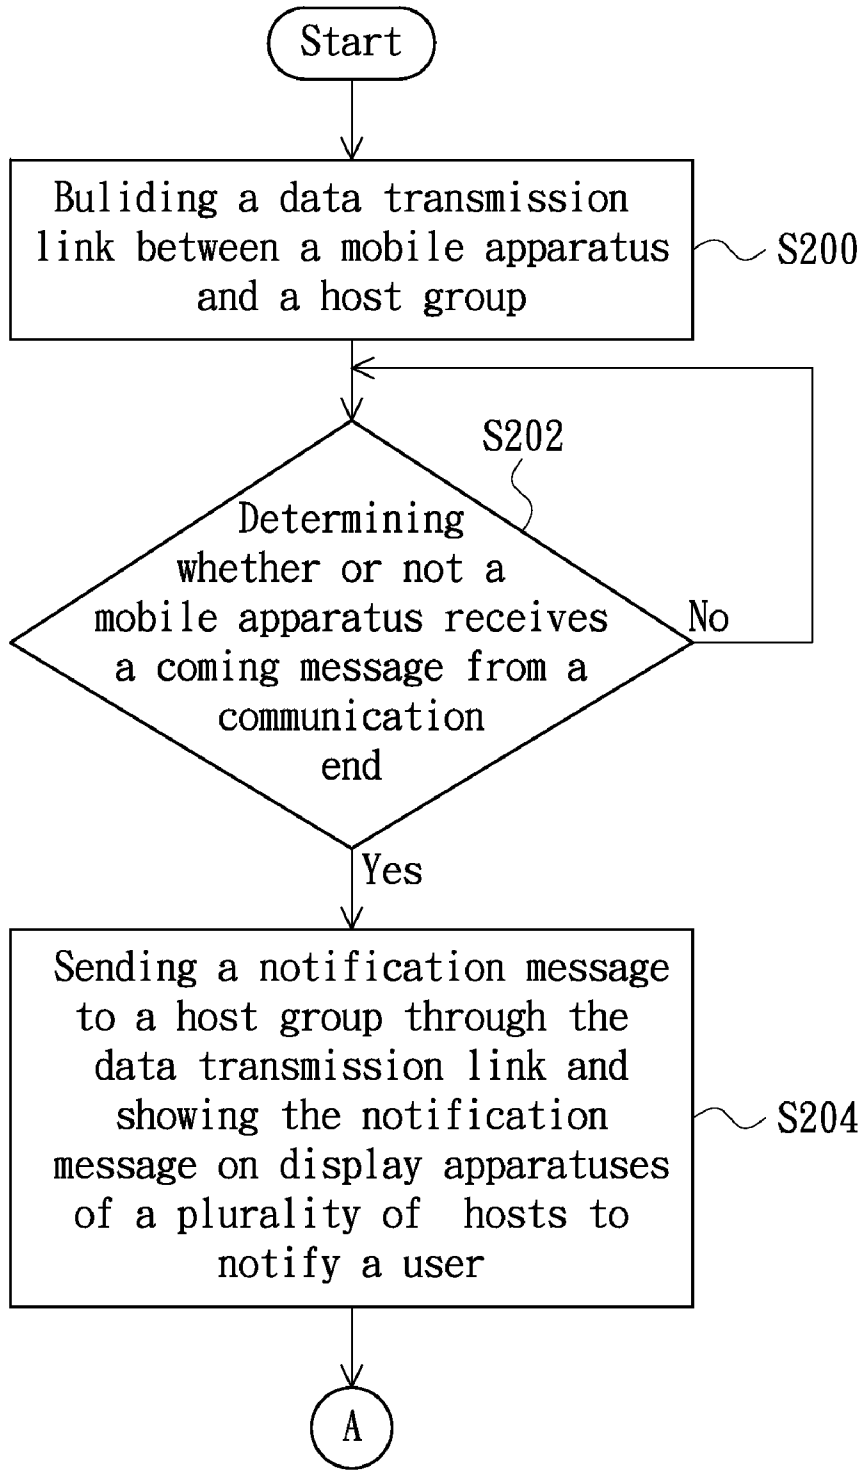 Start
Buliding a data transmission
link between a mobile apparatus
and a host group
S200
S202
Determining
whether or not a
mobile apparatus receives
a coming message from a
communication
end
No
Yes
Sending a notification message
to a host group through the
data transmission link and
showing the notification
message on display apparatuses
of a plurality of hosts to
notify a user
S204
A